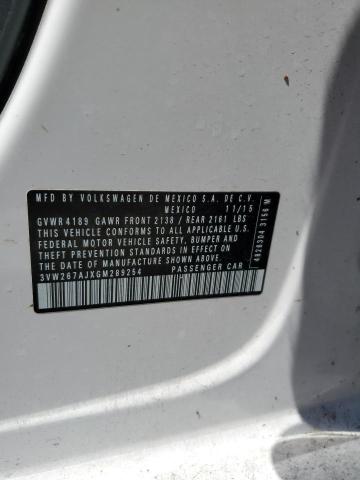 MFD BY VOLKSWAGEN DE MEXICO S.A. DE C.V.
MEXICO 11/15
GVWR 4189 GAWR FRONT 2138 / REAR 2161 LBS
THIS VEHICLE CONFORMS TO ALL APPLICABLE U.S.
FEDERAL MOTOR VEHICLE SAFETY, BUMPER AND
THEFT PREVENTION STANDARDS IN EFFECT ON THE
DATE OF MANUFACTURE SHOWN ABOVE.
3VW267AJXGM289254 PASSENGER CAR
4828304 3156 M